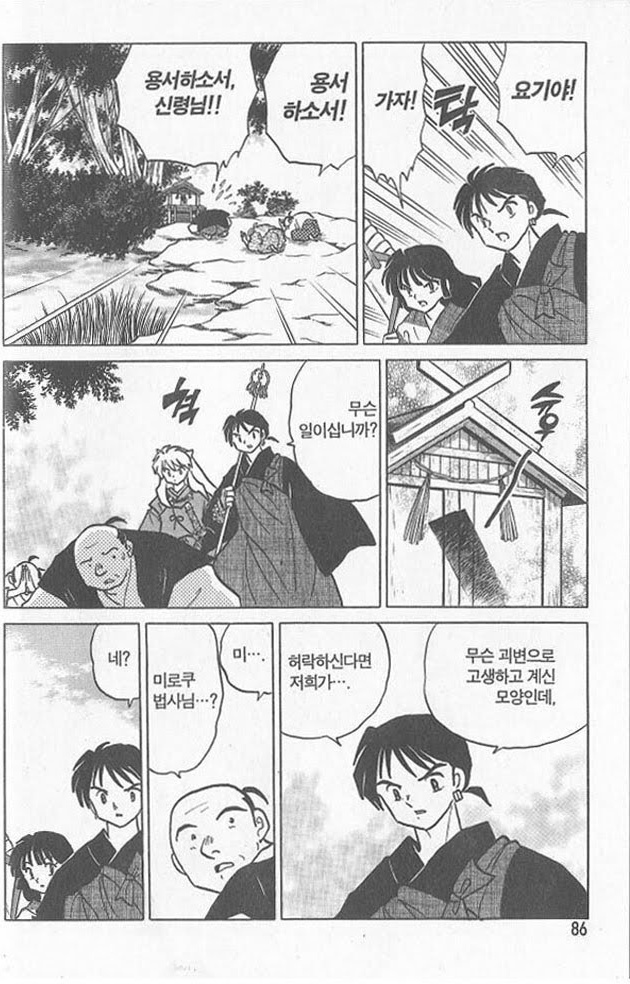 요기야!
탁
가자!
용서
하소서!
용서하소서,
신령님!!
슝
무슨
일이십니까?
척
무슨 괴변으로
고생하고 계신
모양인데,
허락하신다면
저희가….
미….
미로쿠
법사님…?
네?
86